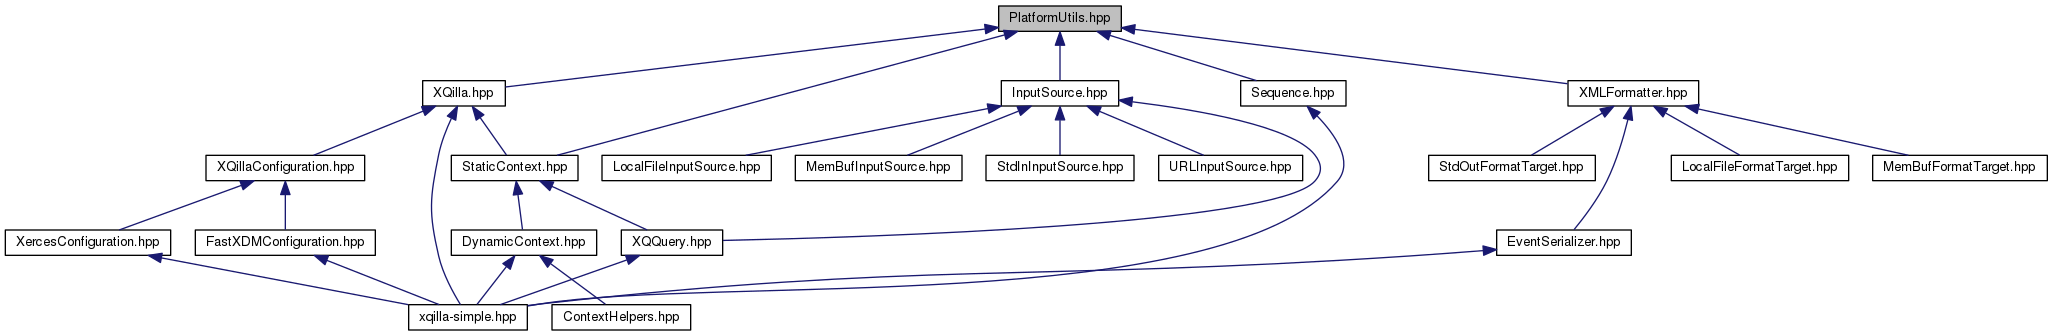 PlatformUtils.hpp
XQilla.hpp
InputSource.hpp
Sequence.hpp
XMLFormatter.hpp
XQillaConfiguration.hpp
StaticContext.hpp
LocalFileInputSource.hpp
MemBufInputSource.hpp
StdInInputSource.hpp
URLInputSource.hpp
StdOutFormatTarget.hpp
LocalFileFormatTarget.hpp
MemBufFormatTarget.hpp
XercesConfiguration.hpp
FastXDMConfiguration.hpp
DynamicContext.hpp
XQQuery.hpp
EventSerializer.hpp
xqilla-simple.hpp
ContextHelpers.hpp